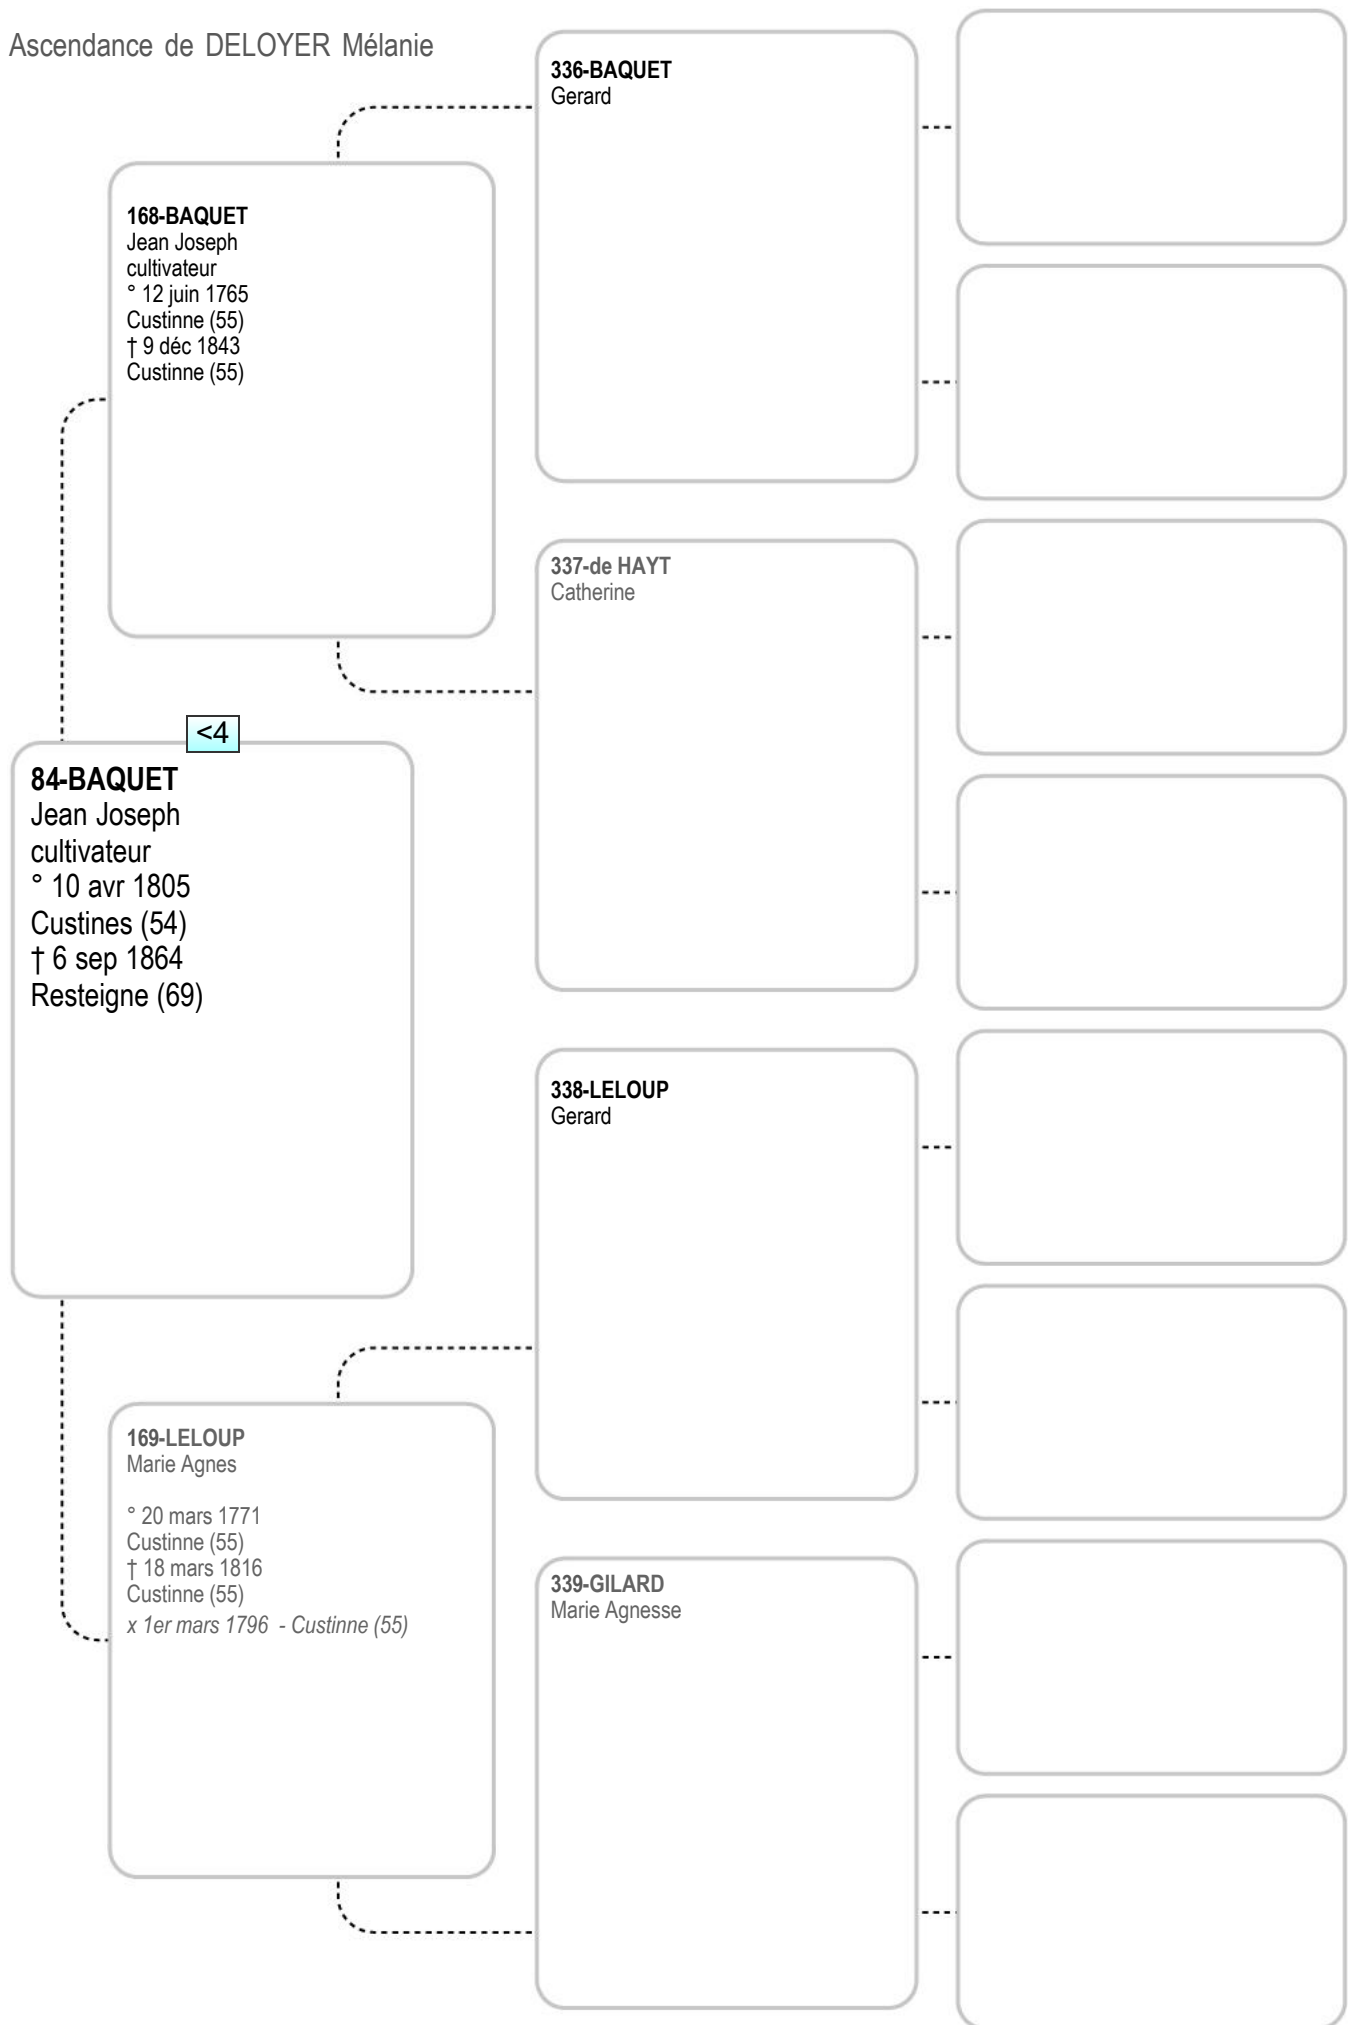 Ascendance de DELOYER Mélanie
336-BAQUET
Gerard
168-BAQUET
Jean Joseph
cultivateur
° 12 juin 1765
Custinne (55)
† 9 déc 1843
Custinne (55)
337-de HAYT
Catherine
<4
84-BAQUET
Jean Joseph
cultivateur
° 10 avr 1805
Custines (54)
† 6 sep 1864
Resteigne (69)
338-LELOUP
Gerard
169-LELOUP
Marie Agnes
° 20 mars 1771
Custinne (55)
† 18 mars 1816
Custinne (55)
x 1er mars 1796 - Custinne (55)
339-GILARD
Marie Agnesse